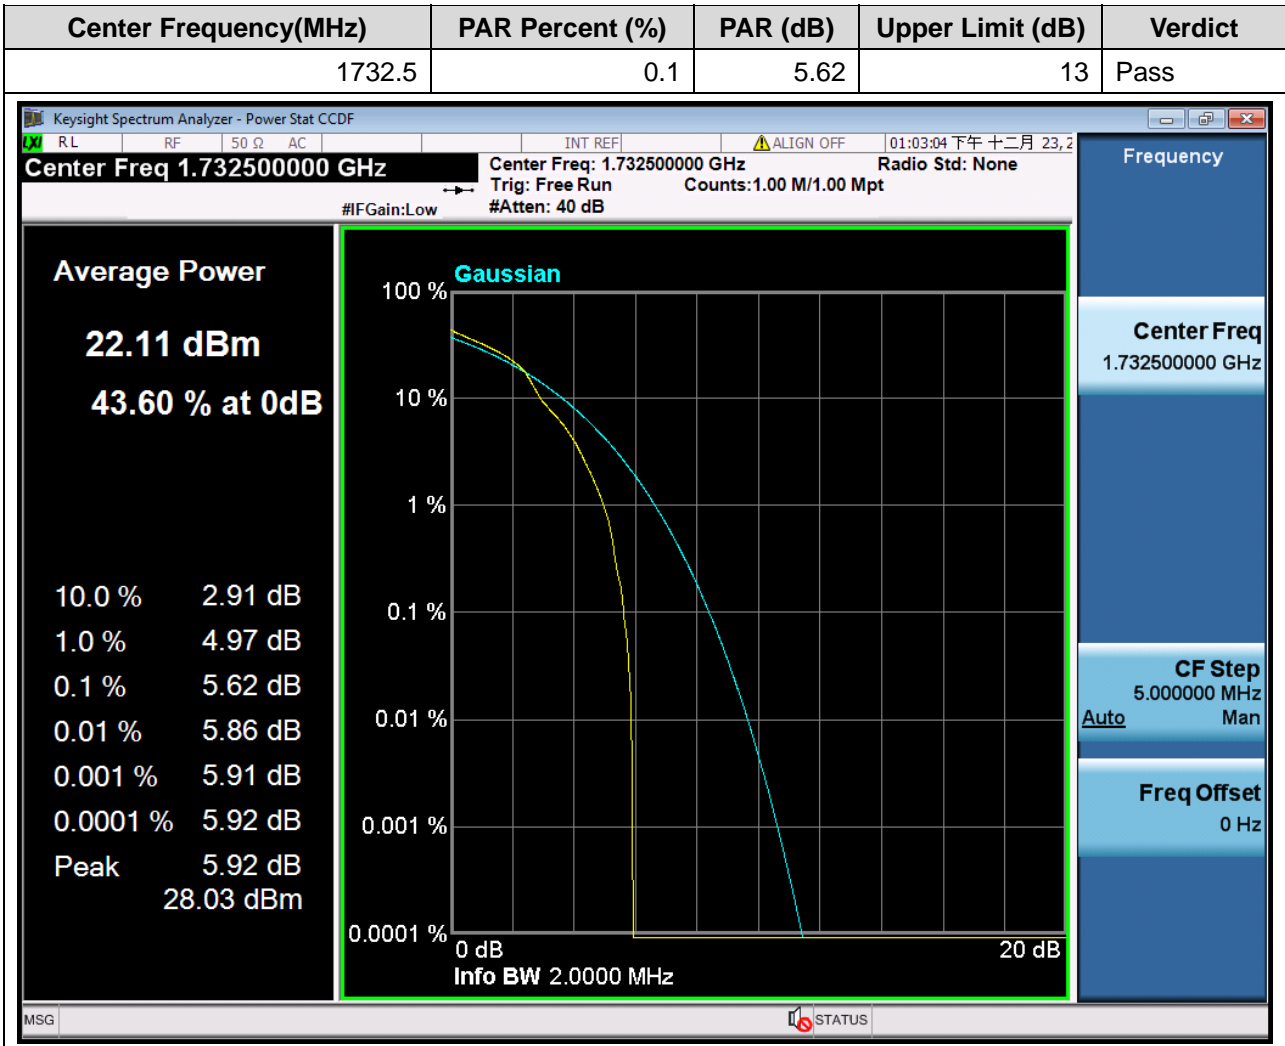 Center Frequency(MHz) PAR Percent (%) PAR (dB) Upper Limit (dB) Verdict
1732.5 0.1 5.62 13 Pass
Keysight Spectrum Analyzer - Power Stat CCDF
LXI RL RF 50 Ω AC INT REF ALIGN OFF 01:03:04 下午 十二月 23, 2
Center Freq 1.732500000 GHz
Center Freq: 1.732500000 GHz Radio Std: None
Trig: Free Run Counts:1.00 M/1.00 Mpt
#IFGain:Low #Atten: 40 dB
Average Power
22.11 dBm
43.60 % at 0dB
10.0 % 2.91 dB
1.0 % 4.97 dB
0.1 % 5.62 dB
0.01 % 5.86 dB
0.001 % 5.91 dB
0.0001 % 5.92 dB
Peak 5.92 dB
28.03 dBm
Gaussian
100 %
10 %
1 %
0.1 %
0.01 %
0.001 %
0.0001 %
0 dB 20 dB
Info BW 2.0000 MHz
Frequency
Center Freq
1.732500000 GHz
CF Step
5.000000 MHz
Auto Man
Freq Offset
0 Hz
MSG STATUS